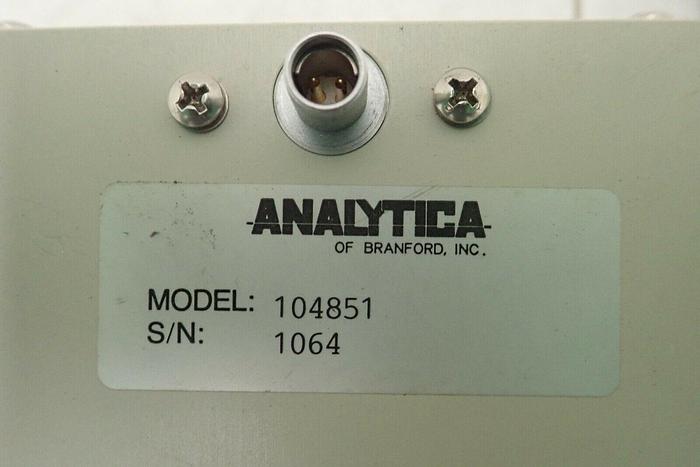 ANALYTICA
OF BRANFORD, INC.
MODEL: 104851
S/N: 1064